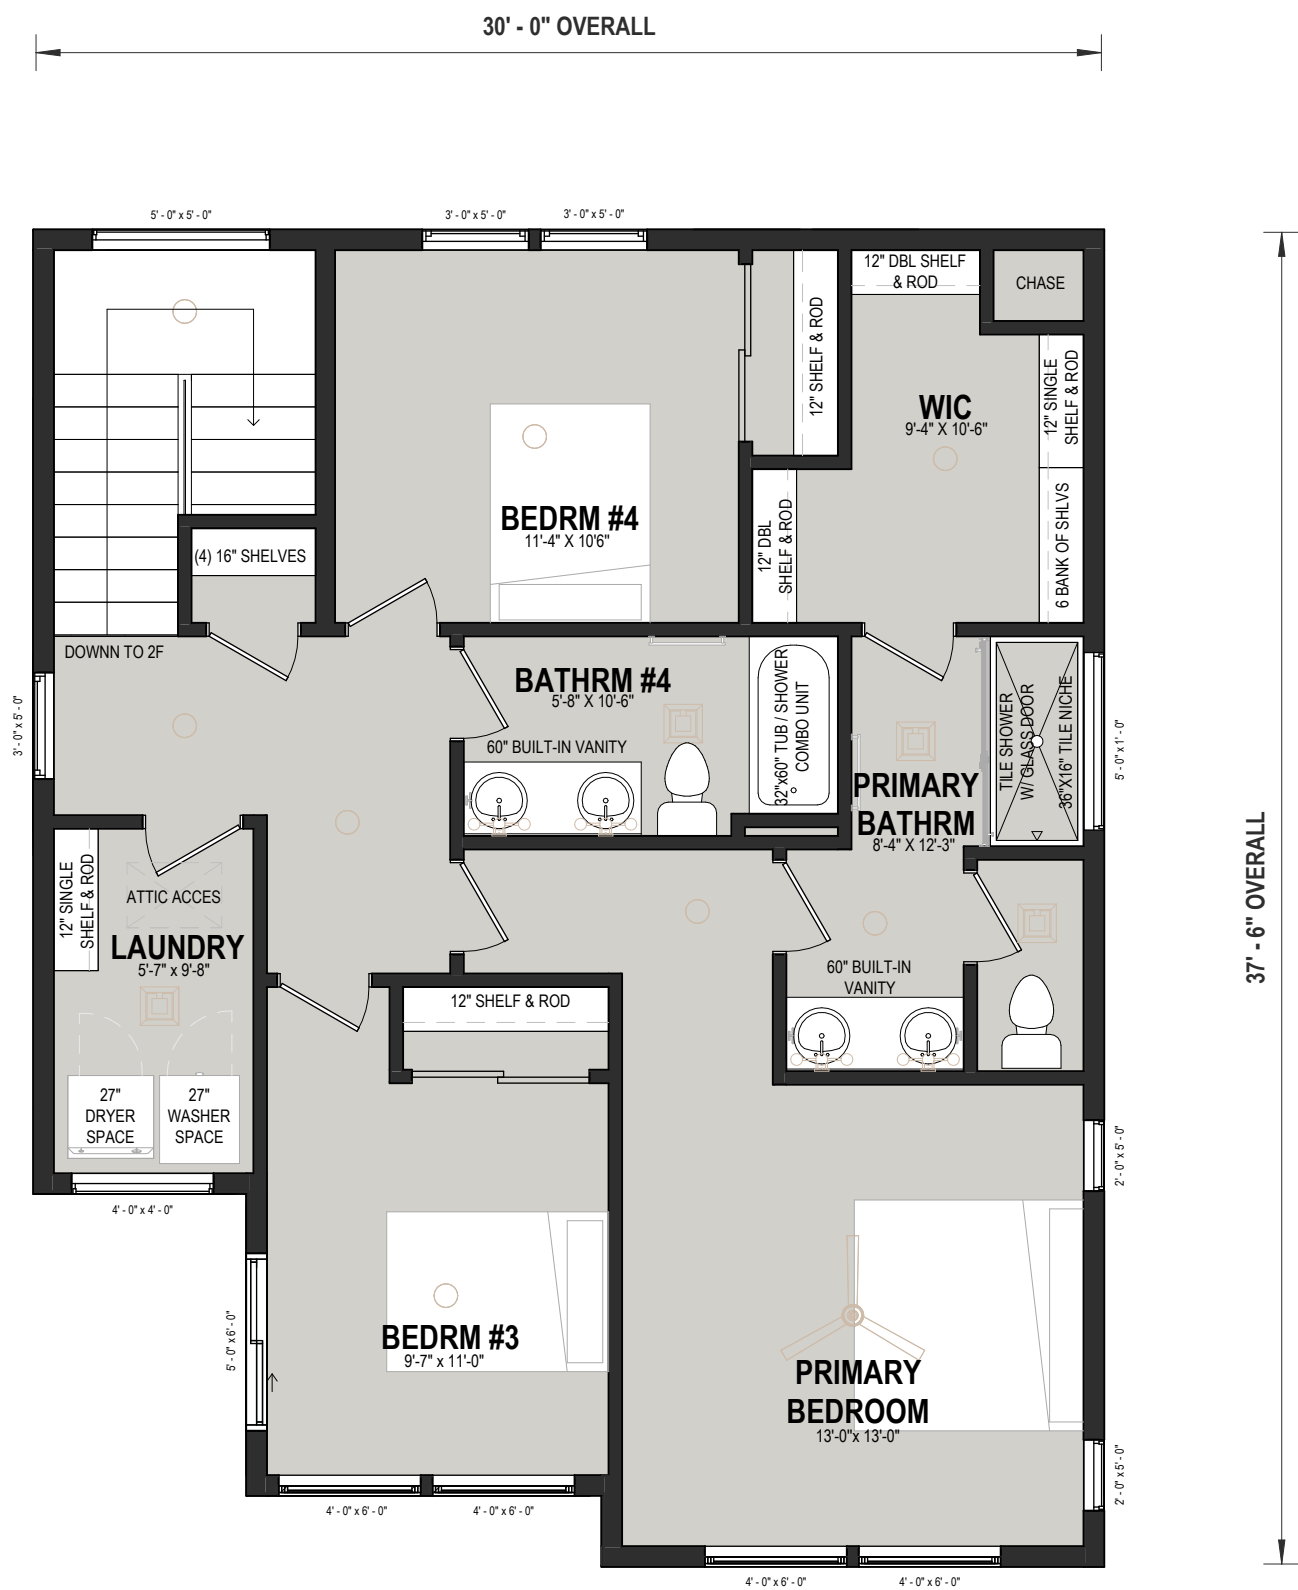 30' - 0" OVERALL
5' - 0" x 5' - 0"
3' - 0" x 5' - 0"
3' - 0" x 5' - 0"
12" DBL SHELF
& ROD
CHASE
12" SHELF & ROD
12" SINGLE
SHELF & ROD
WIC
9'-4" X 10'-6"
6 BANK OF SHLVS
12" DBL
SHELF & ROD
BEDRM #4
11'-4" X 10'6"
(4) 16" SHELVES
DOWNN TO 2F
3' - 0" x 5' - 0"
BATHRM #4
5'-8" X 10'-6"
60" BUILT-IN VANITY
32"x60" TUB / SHOWER
COMBO UNIT
TILE SHOWER
W/ GLASS DOOR
36"X16" TILE NICHE
5' - 0" x 1' - 0"
PRIMARY
BATHRM
8'-4" X 12'-3"
37' - 6" OVERALL
12" SINGLE
SHELF & ROD
ATTIC ACCES
LAUNDRY
5'-7" x 9'-8"
60" BUILT-IN
VANITY
12" SHELF & ROD
27"
DRYER
SPACE
27"
WASHER
SPACE
4' - 0" x 4' - 0"
2' - 0" x 5' - 0"
5' - 0" x 6' - 0"
BEDRM #3
9'-7" x 11'-0"
PRIMARY
BEDROOM
13'-0"x 13'-0"
2' - 0" x 5' - 0"
4' - 0" x 6' - 0"
4' - 0" x 6' - 0"
4' - 0" x 6' - 0"
4' - 0" x 6' - 0"